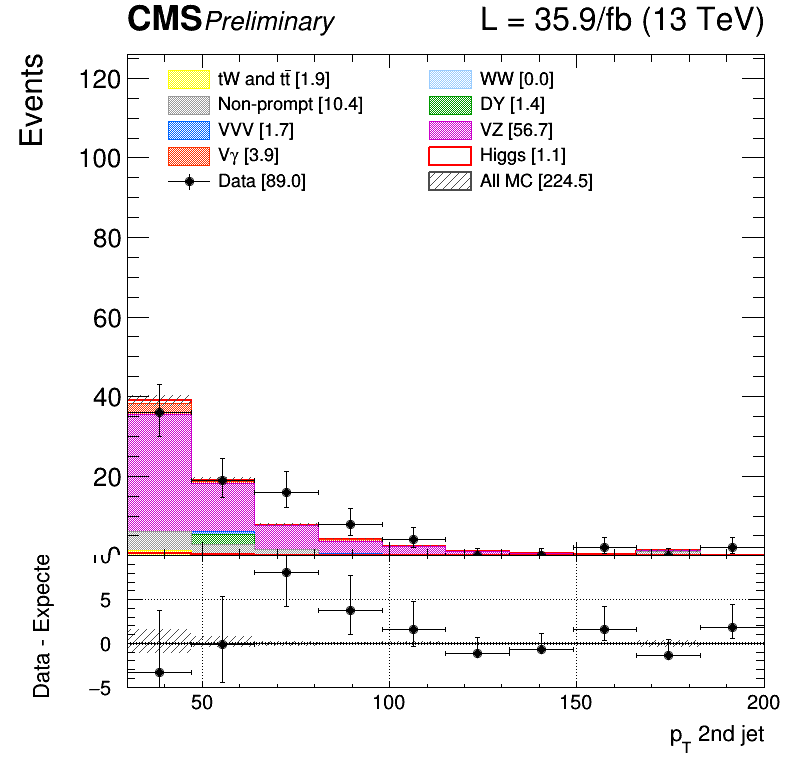 CMS Preliminary L = 35.9/fb (13 TeV)
Events
120
100
80
60
40
20
0
tW and tt̄ [1.9]
Non-prompt [10.4]
VVV [1.7]
Vγ [3.9]
Data [89.0]
WW [0.0]
DY [1.4]
VZ [56.7]
Higgs [1.1]
All MC [224.5]
Data - Expecte
10
5
0
−5
50 100 150 200
p_T 2nd jet